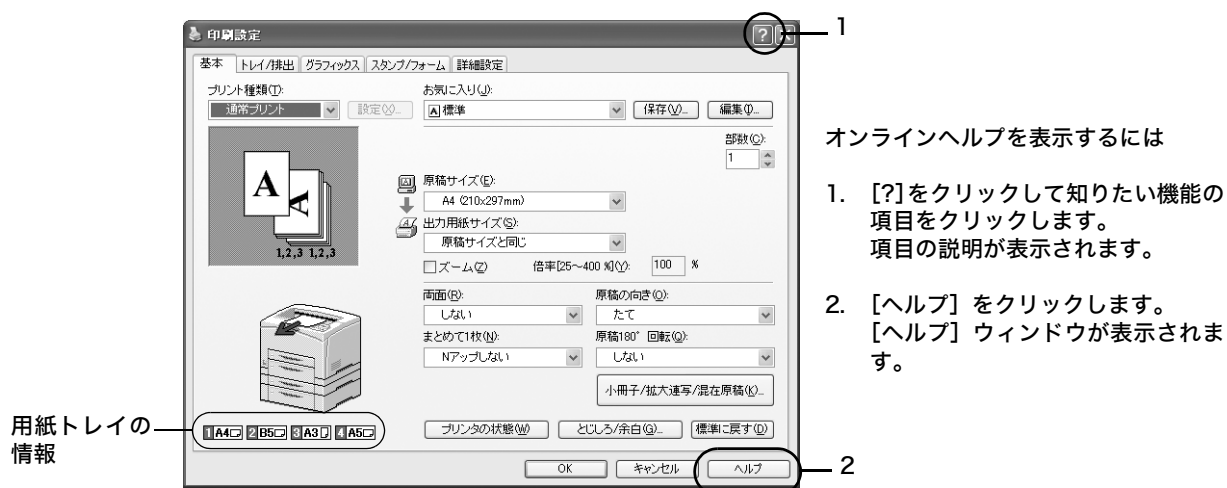 印刷設定
? 1
基本 トレイ/排出 グラフィックス スタンプ/フォーム 詳細設定
プリント種類(T): お気に入り(J):
通常プリント 設定(X)... A 標準 保存(V)... 編集(I)...
部数(C):
1
A A
1,2,3 1,2,3
原稿サイズ(E):
A4 (210x297mm)
出力用紙サイズ(S):
原稿サイズと同じ
ズーム(Z) 倍率[25～400 %](Y): 100 %
両面(R): 原稿の向き(O):
しない たて
まとめて1枚(N): 原稿180°回転(Q):
Nアップしない しない
小冊子/拡大連写/混在原稿(K)...
1 A4 2 B5 3 A3 4 A5
プリンタの状態(W) とじしろ/余白(G)... 標準に戻す(D)
OK キャンセル ヘルプ 2
用紙トレイの
情報
オンラインヘルプを表示するには
1. [?]をクリックして知りたい機能の
項目をクリックします。
項目の説明が表示されます。
2. [ヘルプ] をクリックします。
[ヘルプ] ウィンドウが表示されま
す。